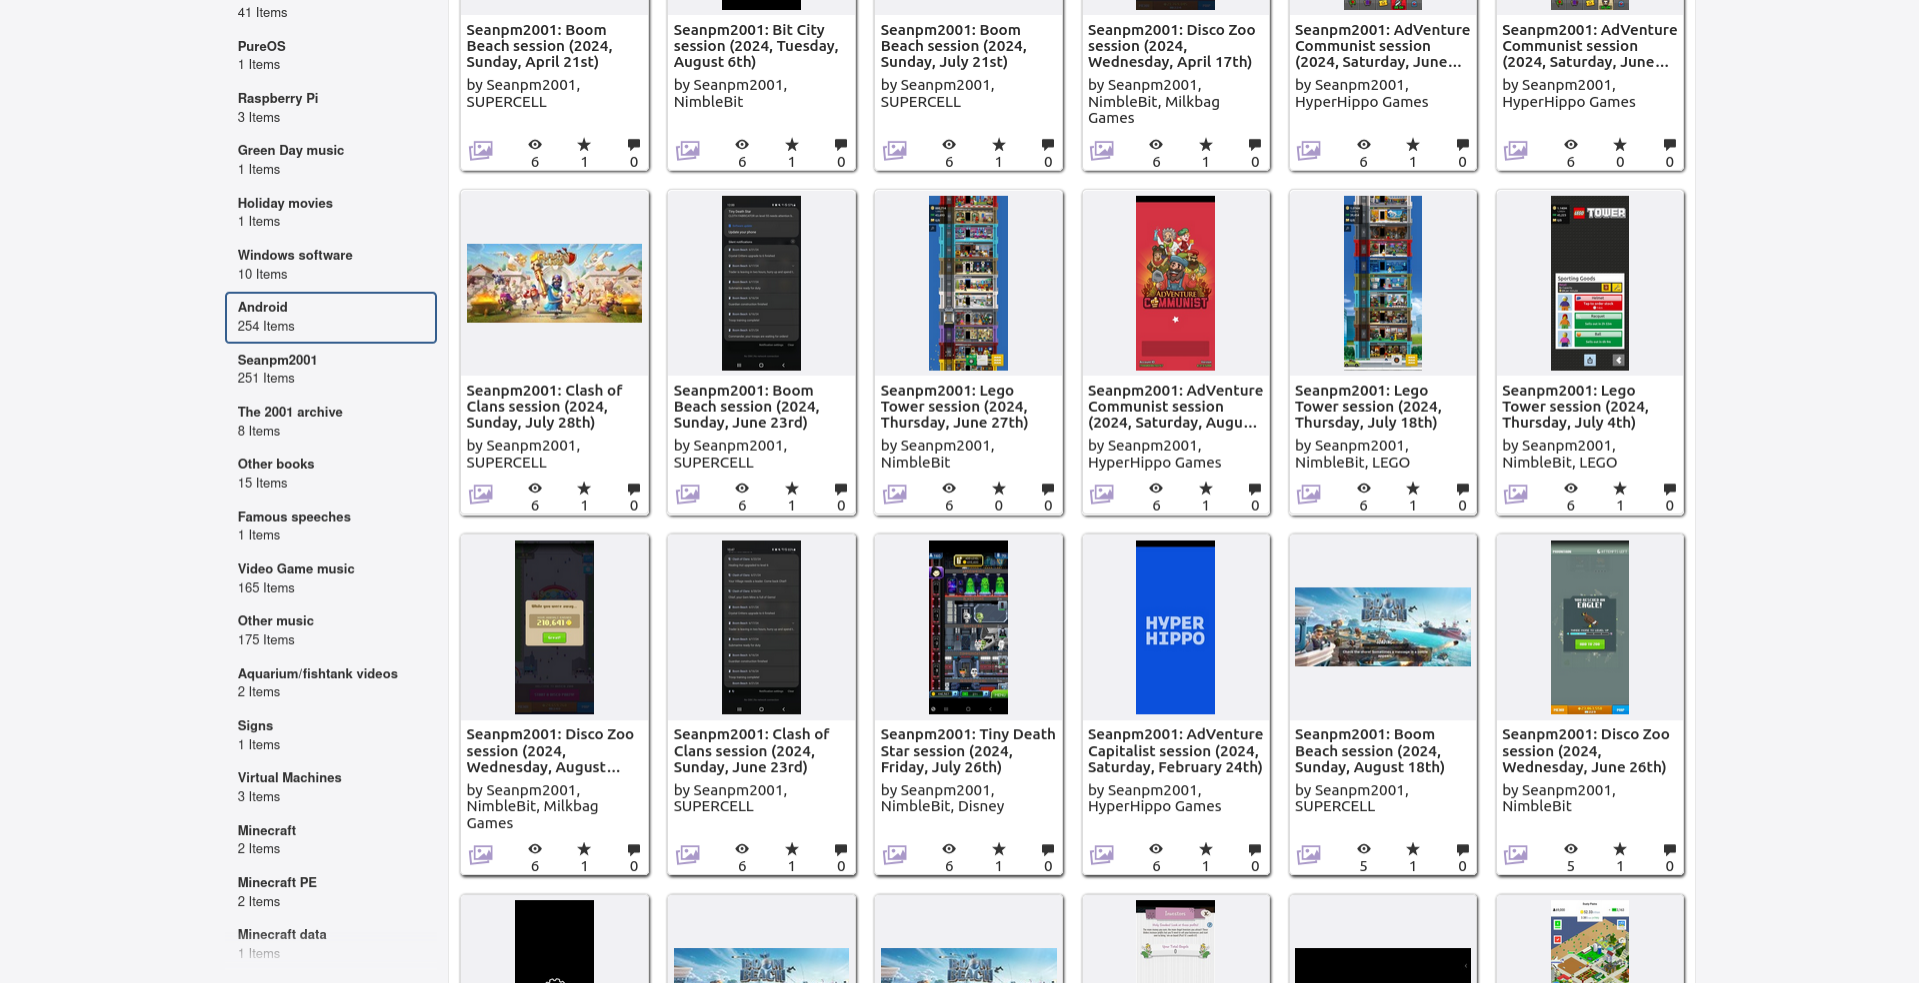 41 Items
PureOS
1 Items
Raspberry Pi
3 Items
Green Day music
1 Items
Holiday movies
1 Items
Windows software
10 Items
Android
254 Items
Seanpm2001
251 Items
The 2001 archive
8 Items
Other books
15 Items
Famous speeches
1 Items
Video Game music
165 Items
Other music
175 Items
Aquarium/fishtank videos
2 Items
Signs
1 Items
Virtual Machines
3 Items
Minecraft
2 Items
Minecraft PE
2 Items
Minecraft data
1 Items
Seanpm2001: Boom
Beach session (2024,
Sunday, April 21st)
by Seanpm2001,
SUPERCELL
6 1 0
Seanpm2001: Bit City
session (2024, Tuesday,
August 6th)
by Seanpm2001,
NimbleBit
6 1 0
Seanpm2001: Boom
Beach session (2024,
Sunday, July 21st)
by Seanpm2001,
SUPERCELL
6 1 0
Seanpm2001: Disco Zoo
session (2024,
Wednesday, April 17th)
by Seanpm2001,
NimbleBit, Milkbag
Games
6 1 0
Seanpm2001: AdVenture
Communist session
(2024, Saturday, June...
by Seanpm2001,
HyperHippo Games
6 1 0
Seanpm2001: AdVenture
Communist session
(2024, Saturday, June...
by Seanpm2001,
HyperHippo Games
6 0 0
Seanpm2001: Clash of
Clans session (2024,
Sunday, July 28th)
by Seanpm2001,
SUPERCELL
6 1 0
Seanpm2001: Boom
Beach session (2024,
Sunday, June 23rd)
by Seanpm2001,
SUPERCELL
6 1 0
Seanpm2001: Lego
Tower session (2024,
Thursday, June 27th)
by Seanpm2001,
NimbleBit
6 0 0
ADVENTURE
COMMUNIST
Seanpm2001: AdVenture
Communist session
(2024, Saturday, Augu...
by Seanpm2001,
HyperHippo Games
6 1 0
Seanpm2001: Lego
Tower session (2024,
Thursday, July 18th)
by Seanpm2001,
NimbleBit, LEGO
6 1 0
LEGO TOWER
Sporting Goods
Seanpm2001: Lego
Tower session (2024,
Thursday, July 4th)
by Seanpm2001,
NimbleBit, LEGO
6 1 0
While you were away...
210,641
Seanpm2001: Disco Zoo
session (2024,
Wednesday, August...
by Seanpm2001,
NimbleBit, Milkbag
Games
6 1 0
Seanpm2001: Clash of
Clans session (2024,
Sunday, June 23rd)
by Seanpm2001,
SUPERCELL
6 1 0
Seanpm2001: Tiny Death
Star session (2024,
Friday, July 26th)
by Seanpm2001,
NimbleBit, Disney
6 1 0
HYPER
HIPPO
Seanpm2001: AdVenture
Capitalist session (2024,
Saturday, February 24th)
by Seanpm2001,
HyperHippo Games
6 1 0
BOOM
BEACH
Seanpm2001: Boom
Beach session (2024,
Sunday, August 18th)
by Seanpm2001,
SUPERCELL
5 1 0
EAGLE!
Seanpm2001: Disco Zoo
session (2024,
Wednesday, June 26th)
by Seanpm2001,
NimbleBit
5 1 0
BOOM
BEACH
BOOM
BEACH
Investors